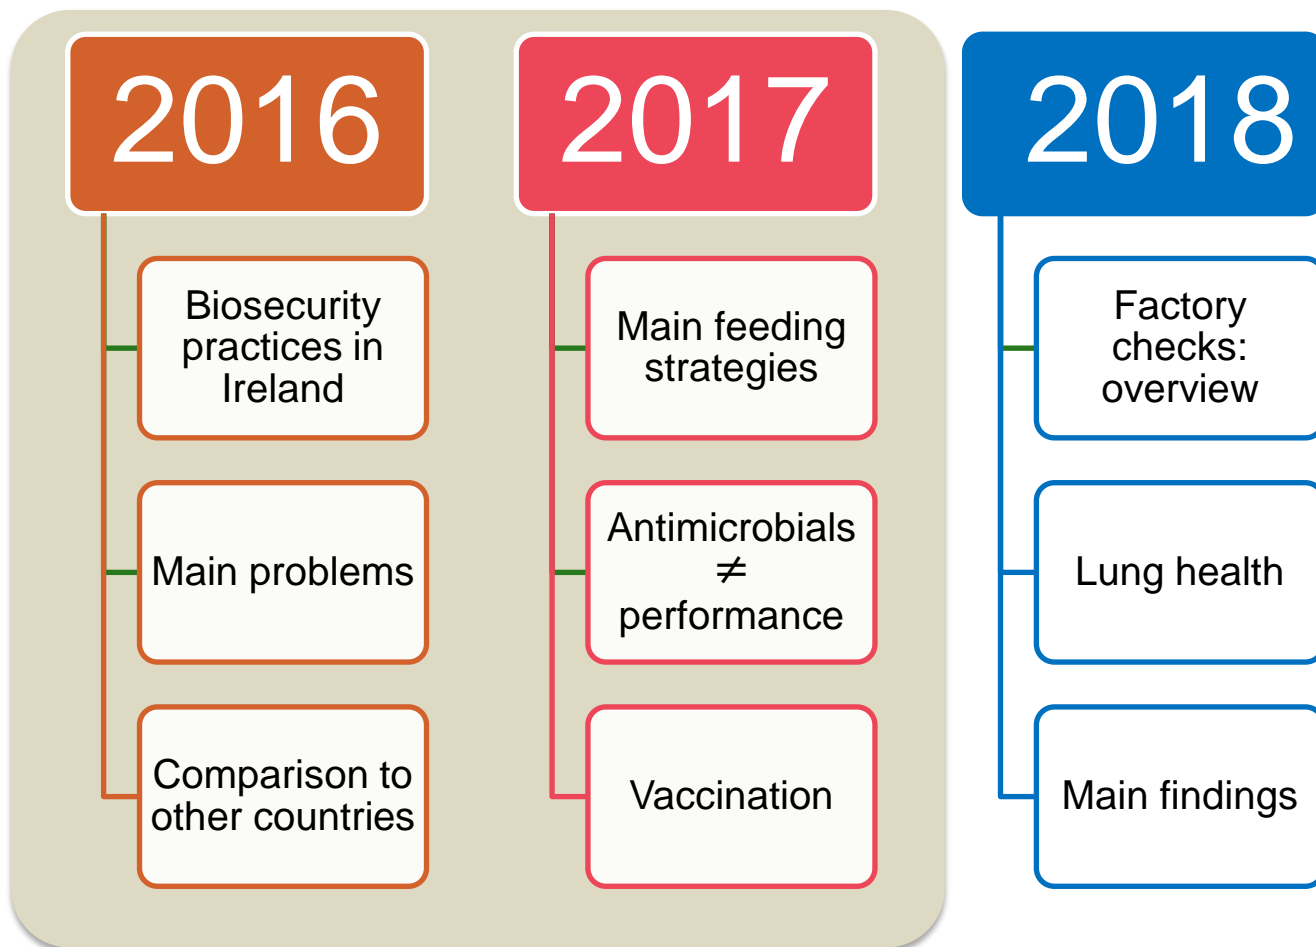 2016
Biosecurity
practices in
Ireland
Main problems
Comparison to
other countries
2017
Main feeding
strategies
Antimicrobials
≠
performance
Vaccination
2018
Factory
checks:
overview
Lung health
Main findings